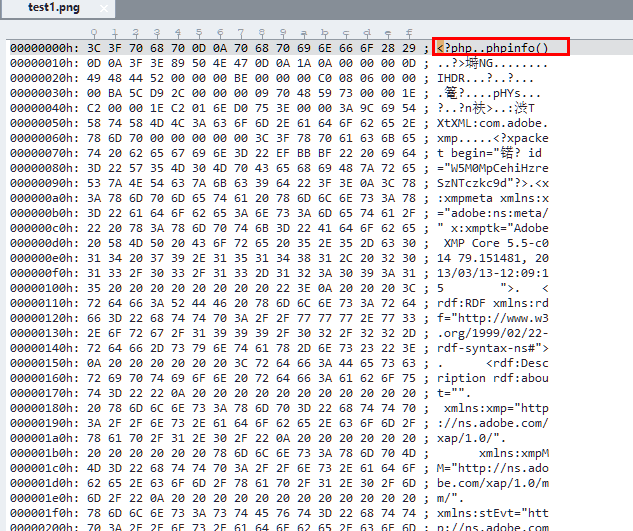 test1.png
0 1 2 3 4 5 6 7 8 9 a b c d e f
00000000h: 3C 3F 70 68 70 0D 0A 70 68 70 69 6E 66 6F 28 29 ; <?php..phpinfo()
00000010h: 0D 0A 3F 3E 89 50 4E 47 0D 0A 1A 0A 00 00 00 0D ; ..?>塒NG........
00000020h: 49 48 44 52 00 00 00 BE 00 00 00 C0 08 06 00 00 ; IHDR...?..?...
00000030h: 00 BA 5C D9 2C 00 00 00 09 70 48 59 73 00 00 1E ; .篭?....pHYs...
00000040h: C2 00 00 1E C2 01 6E D0 75 3E 00 00 3A 9C 69 54 ; ?..?n衭>..:渋T
00000050h: 58 74 58 4D 4C 3A 63 6F 6D 2E 61 64 6F 62 65 2E ; XtXML:com.adobe.
00000060h: 78 6D 70 00 00 00 00 00 3C 3F 78 70 61 63 6B 65 ; xmp.....<?xpacke
00000070h: 74 20 62 65 67 69 6E 3D 22 EF BB BF 22 20 69 64 ; t begin="锘? id
00000080h: 3D 22 57 35 4D 30 4D 70 43 65 68 69 48 7A 72 65 ; ="W5M0MpCehiHzre
00000090h: 53 7A 4E 54 63 7A 6B 63 39 64 22 3F 3E 0A 3C 78 ; SzNTczkc9d"?>.<x
000000a0h: 3A 78 6D 70 6D 65 74 61 20 78 6D 6C 6E 73 3A 78 ; :xmpmeta xmlns:x
000000b0h: 3D 22 61 64 6F 62 65 3A 6E 73 3A 6D 65 74 61 2F ; ="adobe:ns:meta/
000000c0h: 22 20 78 3A 78 6D 70 74 6B 3D 22 41 64 6F 62 65 ; " x:xmptk="Adobe
000000d0h: 20 58 4D 50 20 43 6F 72 65 20 35 2E 35 2D 63 30 ;  XMP Core 5.5-c0
000000e0h: 31 34 20 37 39 2E 31 35 31 34 38 31 2C 20 32 30 ; 14 79.151481, 20
000000f0h: 31 33 2F 30 33 2F 31 33 2D 31 32 3A 30 39 3A 31 ; 13/03/13-12:09:1
00000100h: 35 20 20 20 20 20 20 20 20 22 3E 0A 20 20 20 3C ; 5        ">.   <
00000110h: 72 64 66 3A 52 44 46 20 78 6D 6C 6E 73 3A 72 64 ; rdf:RDF xmlns:rd
00000120h: 66 3D 22 68 74 74 70 3A 2F 2F 77 77 77 2E 77 33 ; f="http://www.w3
00000130h: 2E 6F 72 67 2F 31 39 39 39 2F 30 32 2F 32 32 2D ; .org/1999/02/22-
00000140h: 72 64 66 2D 73 79 6E 74 61 78 2D 6E 73 23 22 3E ; rdf-syntax-ns#">
00000150h: 0A 20 20 20 20 20 20 3C 72 64 66 3A 44 65 73 63 ; .      <rdf:Desc
00000160h: 72 69 70 74 69 6F 6E 20 72 64 66 3A 61 62 6F 75 ; ription rdf:abou
00000170h: 74 3D 22 22 0A 20 20 20 20 20 20 20 20 20 20 20 ; t="".
00000180h: 20 78 6D 6C 6E 73 3A 78 6D 70 3D 22 68 74 74 70 ;  xmlns:xmp="http
00000190h: 3A 2F 2F 6E 73 2E 61 64 6F 62 65 2E 63 6F 6D 2F ; ://ns.adobe.com/
000001a0h: 78 61 70 2F 31 2E 30 2F 22 0A 20 20 20 20 20 20 ; xap/1.0/".
000001b0h: 20 20 20 20 20 20 78 6D 6C 6E 73 3A 78 6D 70 4D ;       xmlns:xmpM
000001c0h: 4D 3D 22 68 74 74 70 3A 2F 2F 6E 73 2E 61 64 6F ; M="http://ns.ado
000001d0h: 62 65 2E 63 6F 6D 2F 78 61 70 2F 31 2E 30 2F 6D ; be.com/xap/1.0/m
000001e0h: 6D 2F 22 0A 20 20 20 20 20 20 20 20 20 20 20 20 ; m/".
000001f0h: 78 6D 6C 6E 73 3A 73 74 45 76 74 3D 22 68 74 74 ; xmlns:stEvt="htt
00000200h: 70 3A 2F 2F 6E 73 2E 61 64 6F 62 65 2E 63 6F 6D ; p://ns.adobe.com